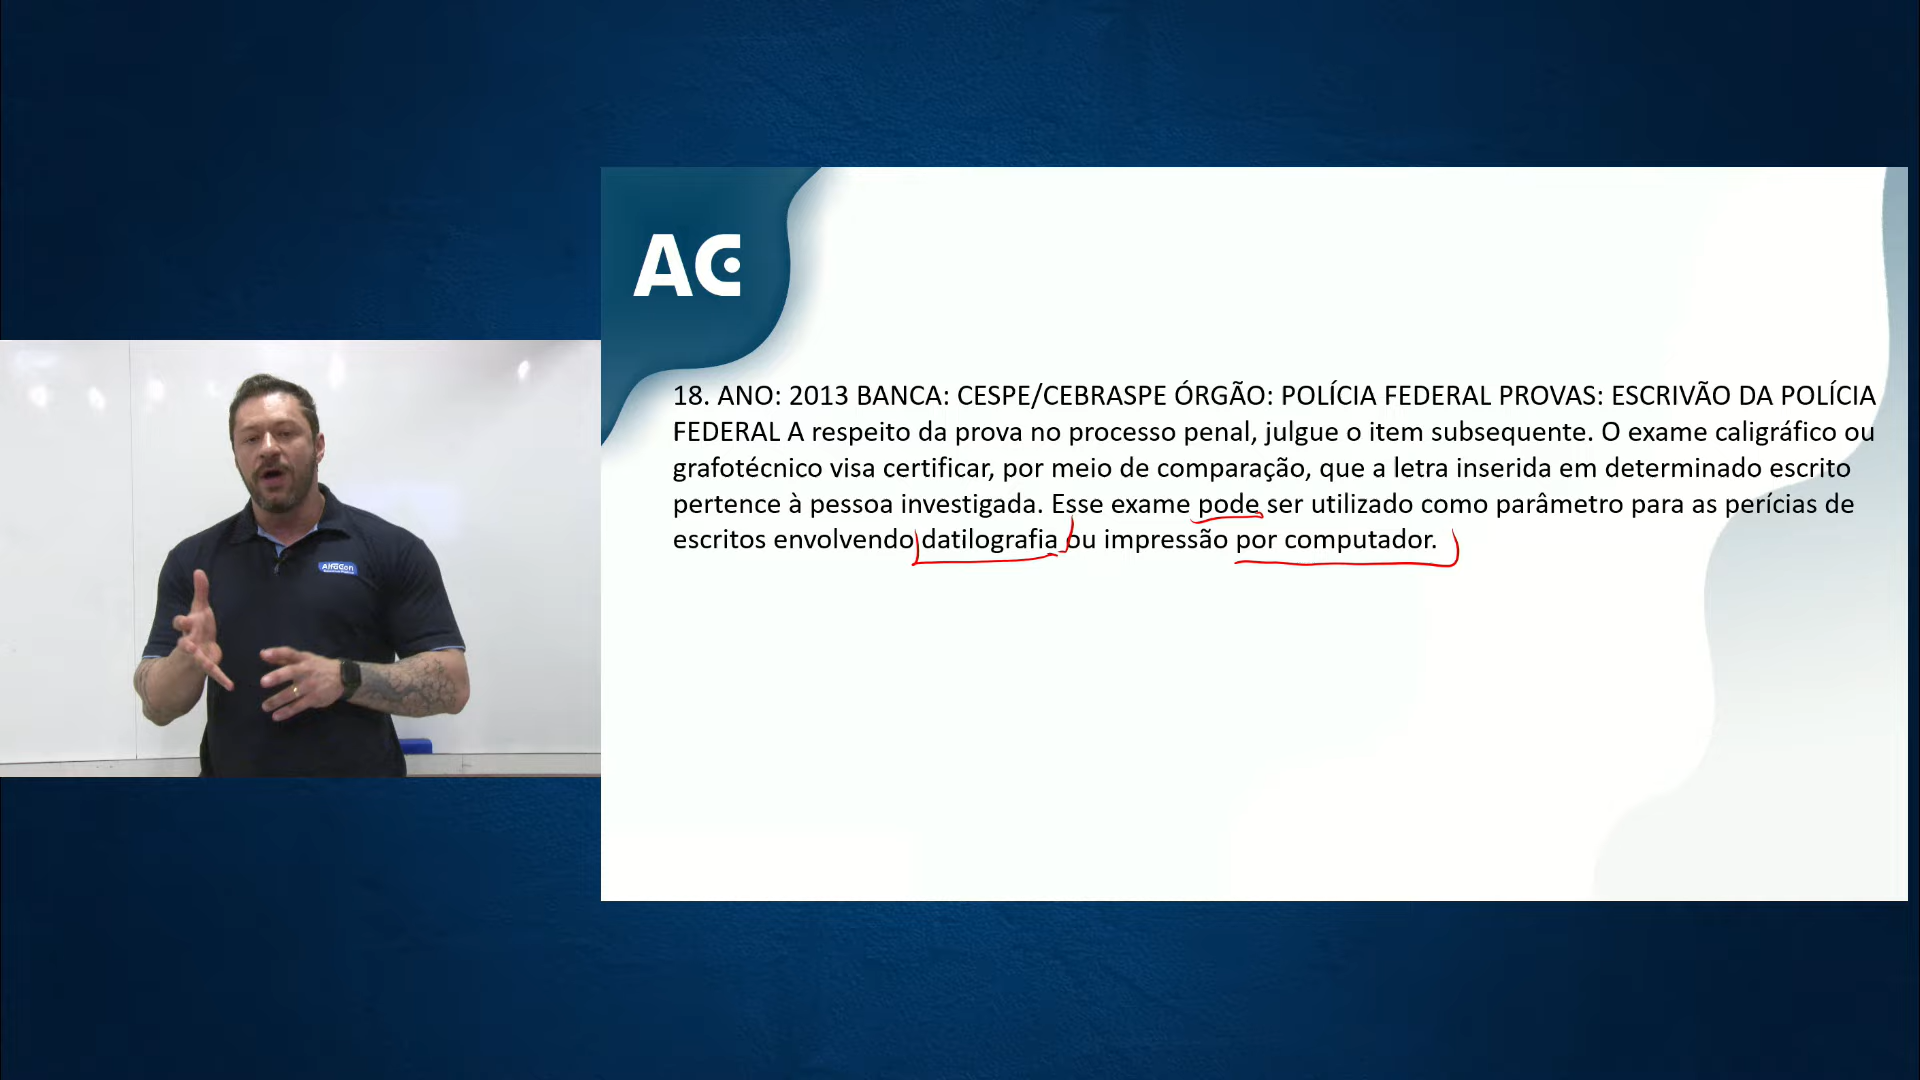 AC
18. ANO: 2013 BANCA: CESPE/CEBRASPE ÓRGÃO: POLÍCIA FEDERAL PROVAS: ESCRIVÃO DA POLÍCIA
FEDERAL A respeito da prova no processo penal, julgue o item subsequente. O exame caligráfico ou
grafotécnico visa certificar, por meio de comparação, que a letra inserida em determinado escrito
pertence à pessoa investigada. Esse exame pode ser utilizado como parâmetro para as perícias de
escritos envolvendo datilografia ou impressão por computador.
AlfaCon